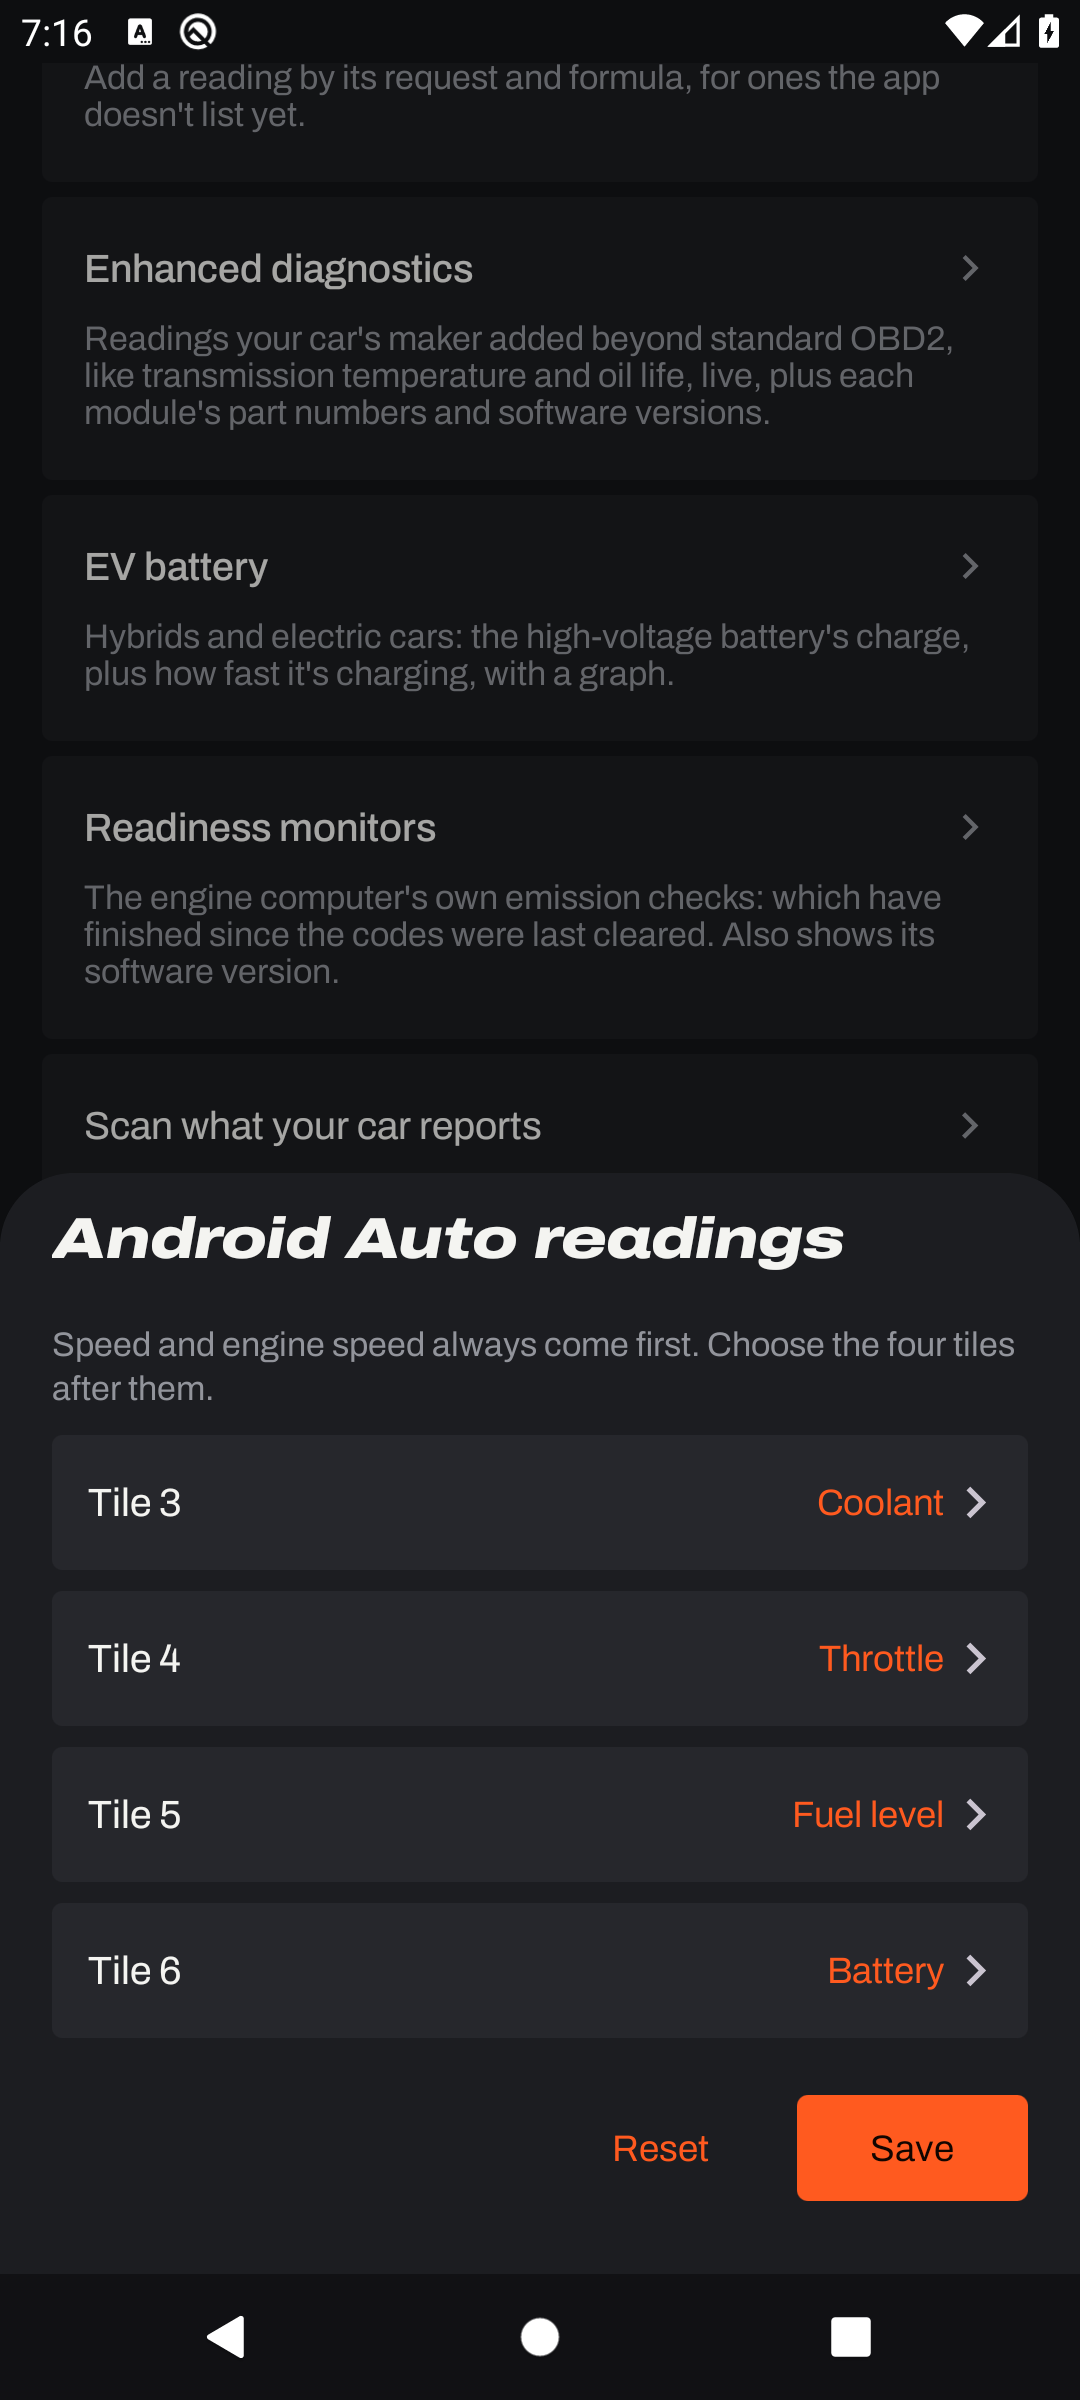 7:16
Add a reading by its request and formula, for ones the app
doesn't list yet.
Enhanced diagnostics
Readings your car's maker added beyond standard OBD2,
like transmission temperature and oil life, live, plus each
module's part numbers and software versions.
EV battery
Hybrids and electric cars: the high-voltage battery's charge,
plus how fast it's charging, with a graph.
Readiness monitors
The engine computer's own emission checks: which have
finished since the codes were last cleared. Also shows its
software version.
Scan what your car reports
Android Auto readings
Speed and engine speed always come first. Choose the four tiles
after them.
Tile 3 Coolant
Tile 4 Throttle
Tile 5 Fuel level
Tile 6 Battery
Reset Save